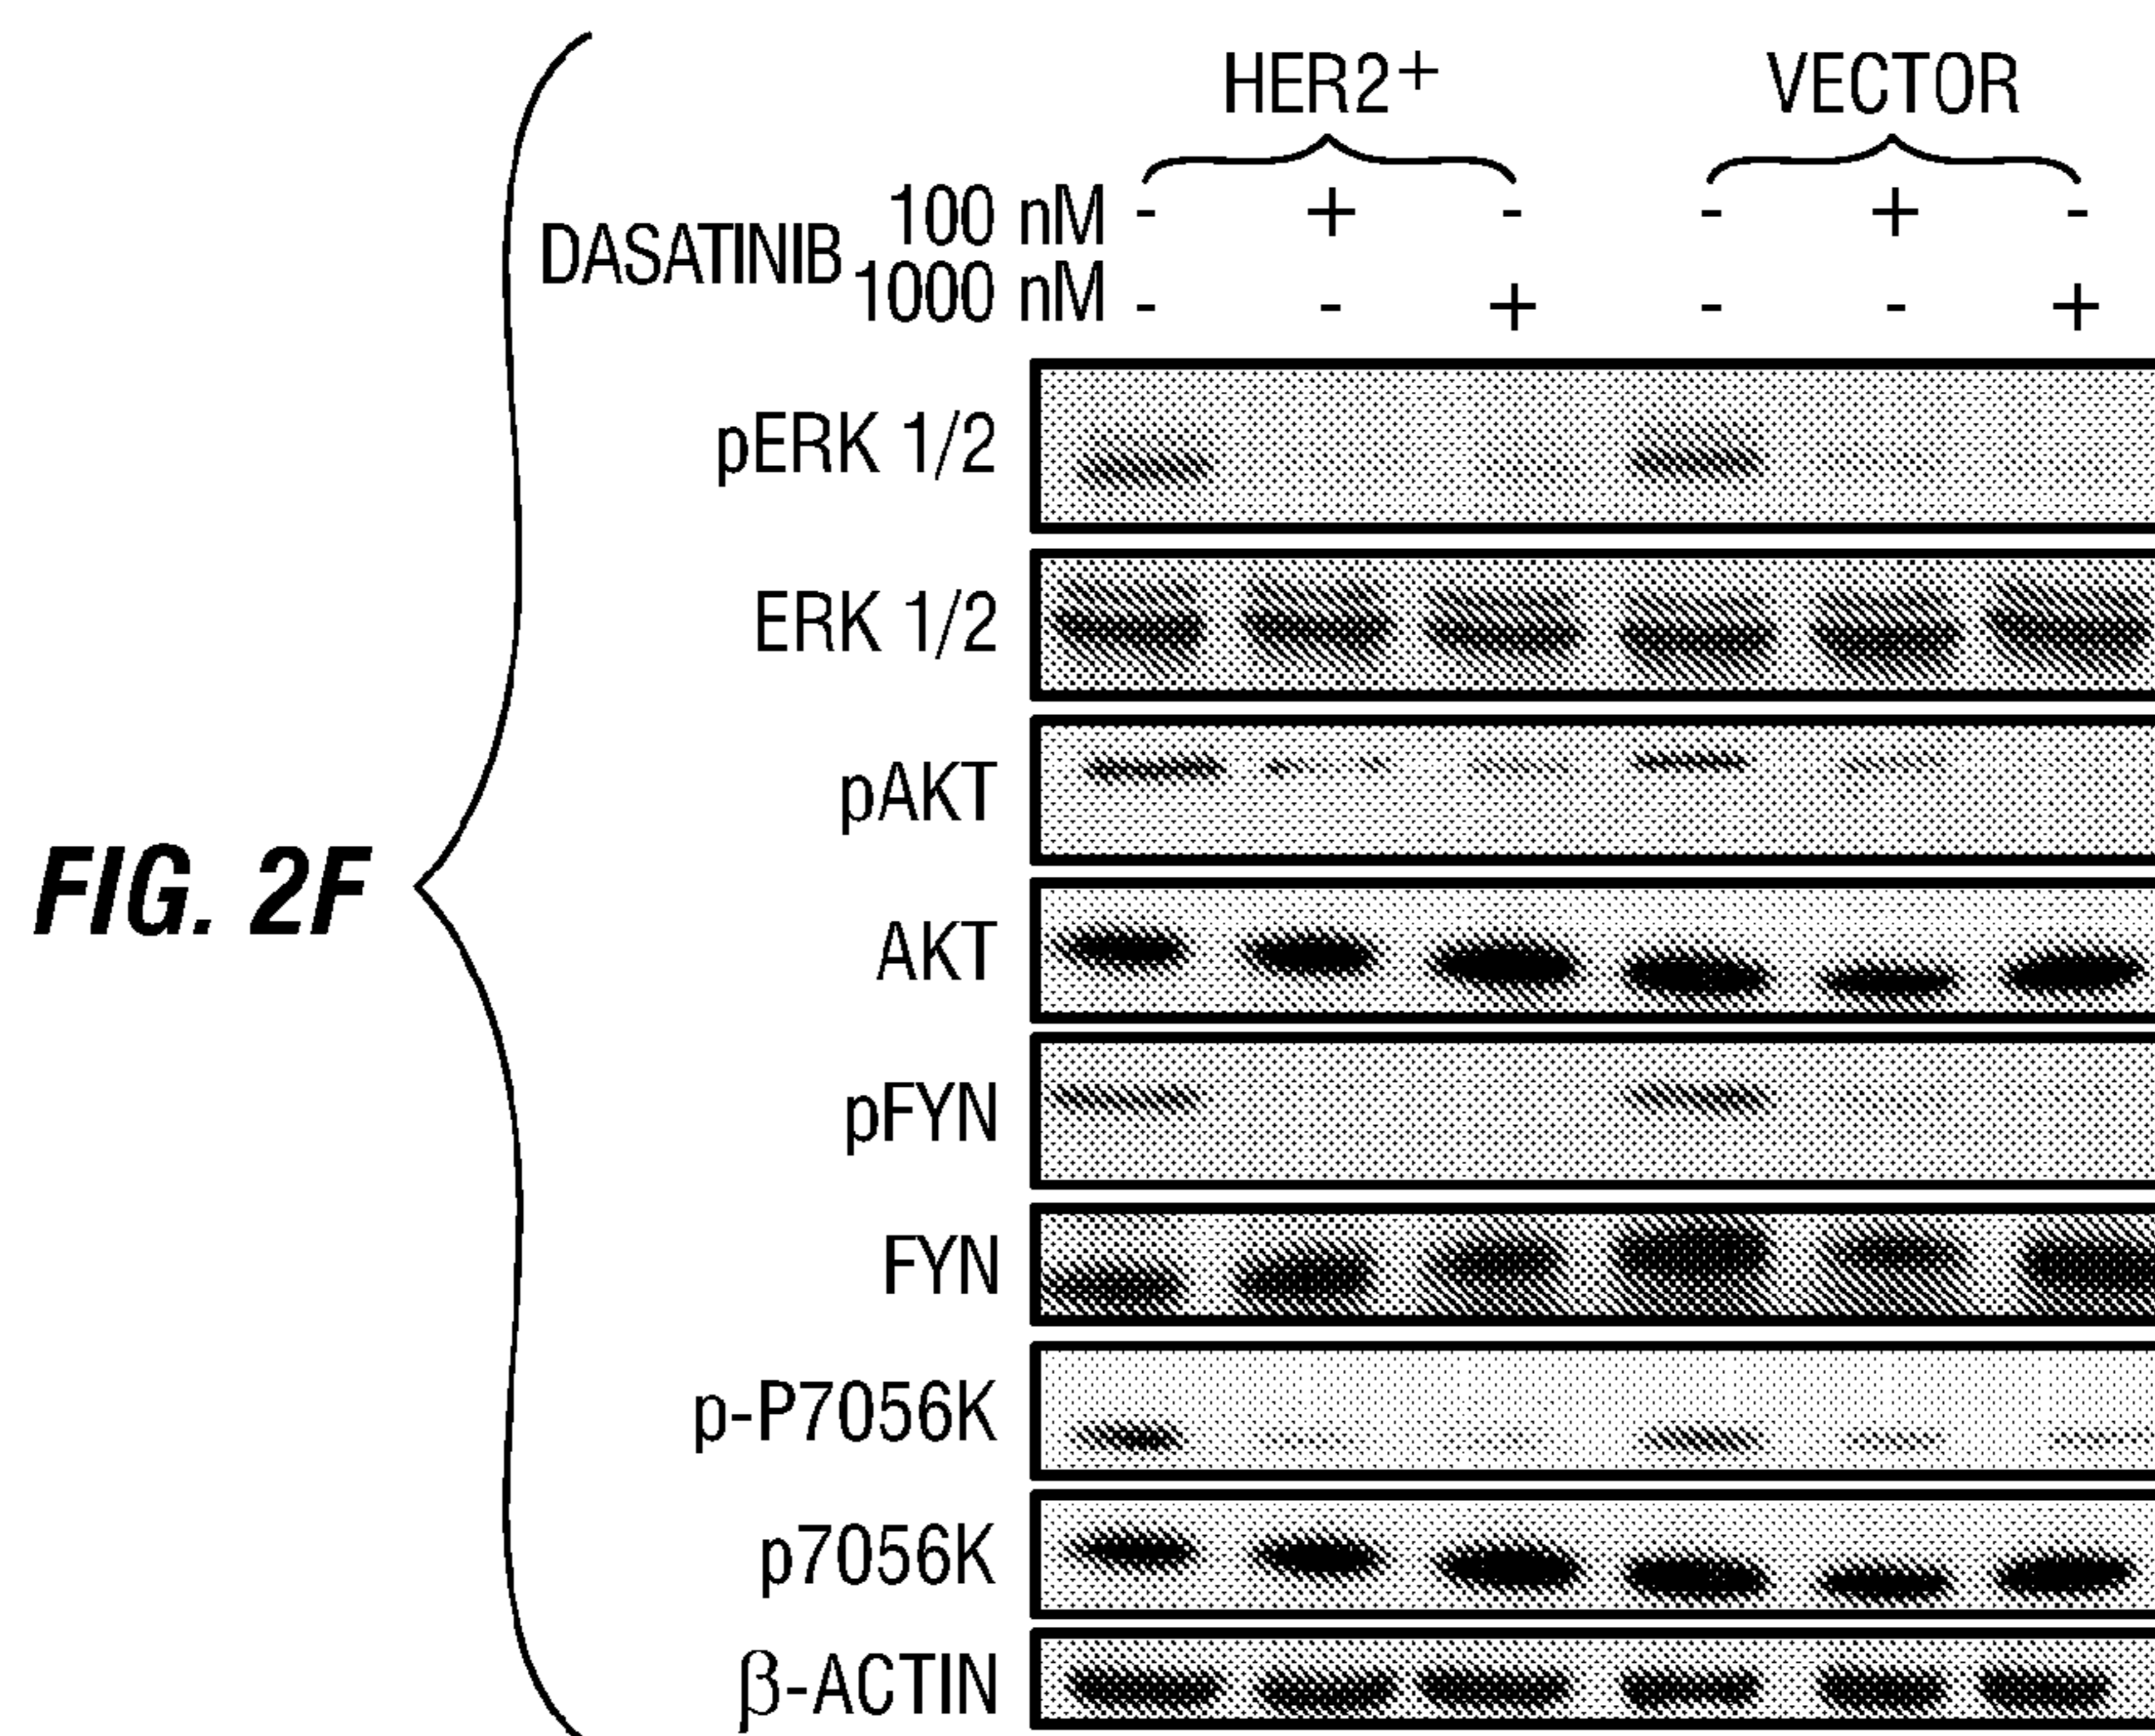 HER2+ VECTOR
DASATINIB 100 nM - + - - + -
1000 nM - - + - - +
pERK 1/2
ERK 1/2
pAKT
AKT
FIG. 2F
pFYN
FYN
p-P7056K
p7056K
β-ACTIN